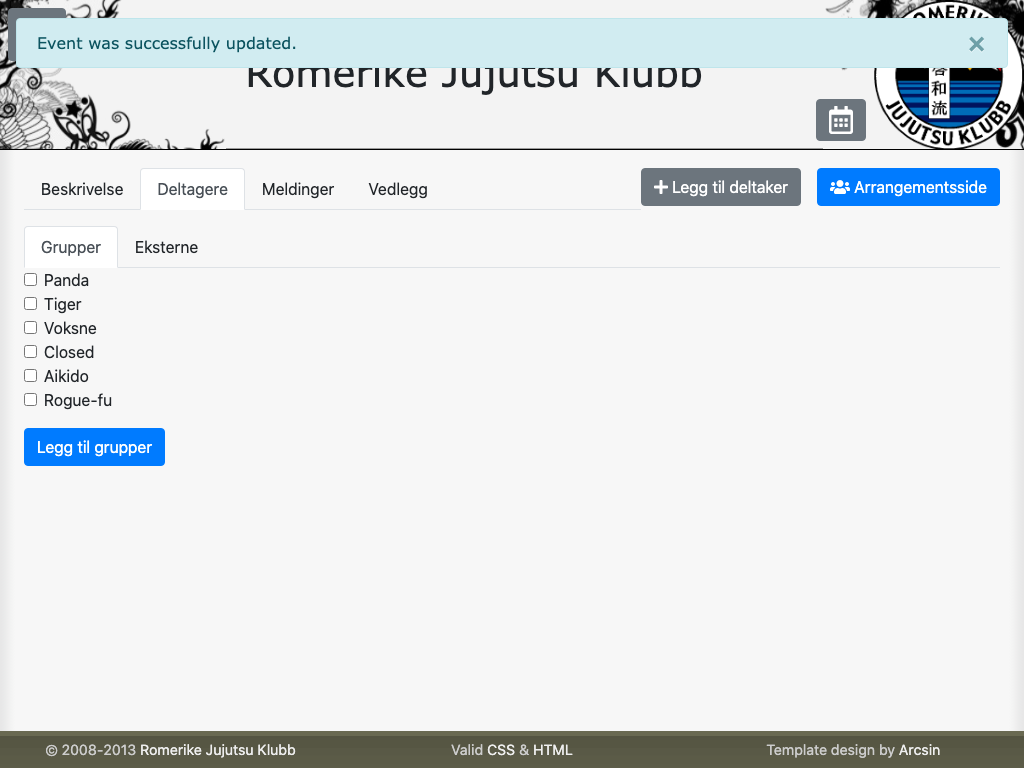 Event was successfully updated.
×
Romerike Jujutsu Klubb
ROMERIKE
和
流
JUJUTSU KLUBB
Beskrivelse
Deltagere
Meldinger
Vedlegg
Legg til deltaker
Arrangementsside
Grupper
Eksterne
Panda
Tiger
Voksne
Closed
Aikido
Rogue-fu
Legg til grupper
© 2008-2013 Romerike Jujutsu Klubb
Valid CSS & HTML
Template design by Arcsin